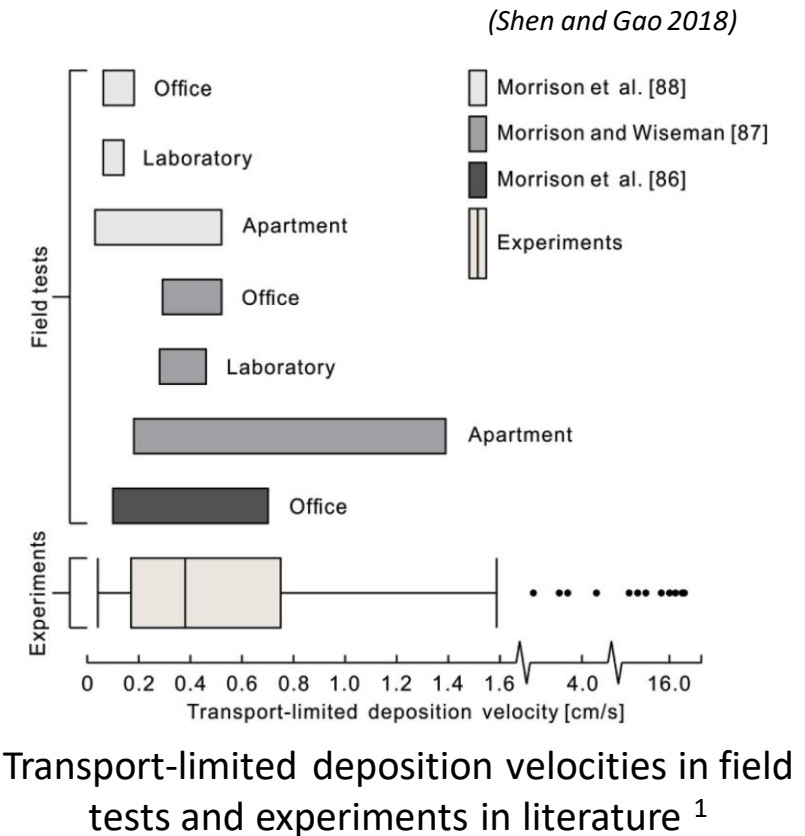 (Shen and Gao 2018)
Morrison et al. [88]
Morrison and Wiseman [87]
Morrison et al. [86]
Experiments
Field tests
Office
Laboratory
Apartment
Office
Laboratory
Apartment
Office
Experiments
0 0.2 0.4 0.6 0.8 1.0 1.2 1.4 1.6 4.0 16.0
Transport-limited deposition velocity [cm/s]
Transport-limited deposition velocities in field
tests and experiments in literature 1